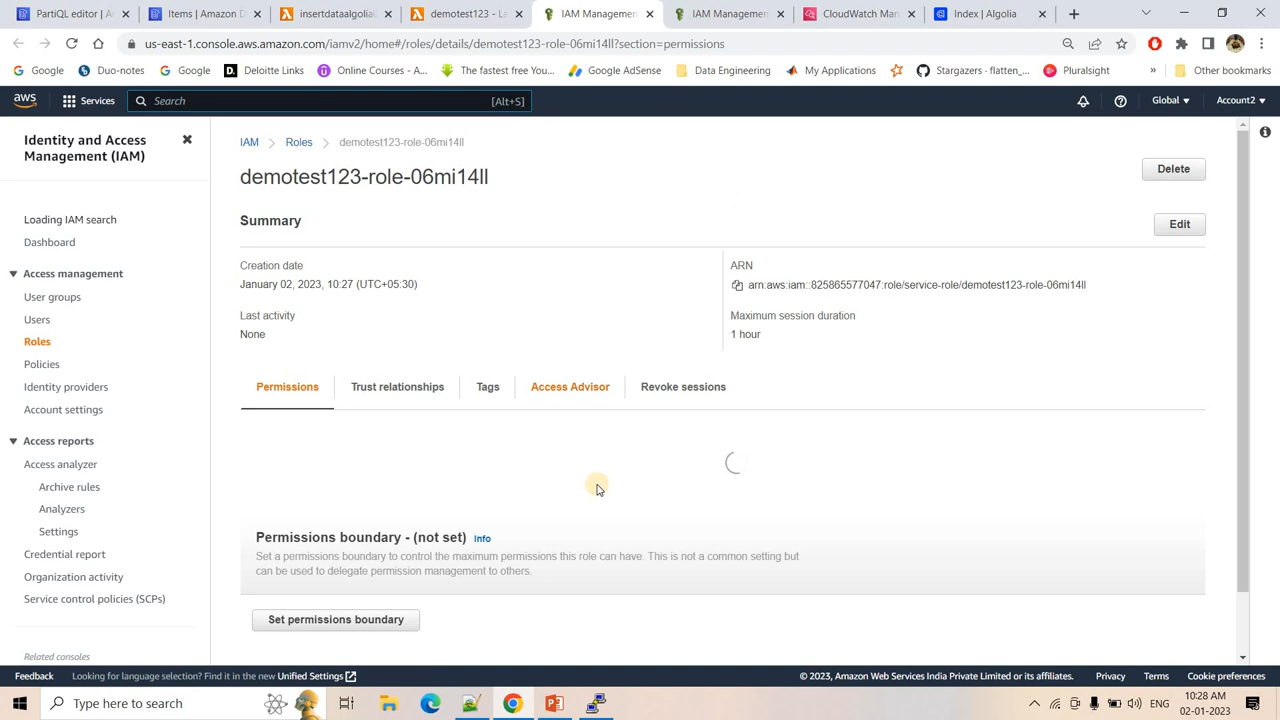 PartiQL editor | A
Items | Amazon D
insertdataalgolia
demotest123 - La
IAM Management
IAM Management
CloudWatch Man
Index | Algolia
us-east-1.console.aws.amazon.com/iamv2/home#/roles/details/demotest123-role-06mi14ll?section=permissions
Google
Duo-notes
Google
Deloitte Links
Online Courses - A...
The fastest free You...
Google AdSense
Data Engineering
My Applications
Stargazers · flatten_...
Pluralsight
»
Other bookmarks
aws
Services
Search
[Alt+S]
Global
Account2
Identity and Access
Management (IAM)
Loading IAM search
Dashboard
Access management
User groups
Users
Roles
Policies
Identity providers
Account settings
Access reports
Access analyzer
Archive rules
Analyzers
Settings
Credential report
Organization activity
Service control policies (SCPs)
Related consoles
IAM
Roles
demotest123-role-06mi14ll
demotest123-role-06mi14ll
Delete
Summary
Edit
Creation date
January 02, 2023, 10:27 (UTC+05:30)
ARN
arn:aws:iam::825865577047:role/service-role/demotest123-role-06mi14ll
Last activity
None
Maximum session duration
1 hour
Permissions
Trust relationships
Tags
Access Advisor
Revoke sessions
Permissions boundary - (not set) Info
Set a permissions boundary to control the maximum permissions this role can have. This is not a common setting but
can be used to delegate permission management to others.
Set permissions boundary
Feedback
Looking for language selection? Find it in the new Unified Settings
© 2023, Amazon Web Services India Private Limited or its affiliates.
Privacy
Terms
Cookie preferences
Type here to search
ENG
10:28 AM
02-01-2023